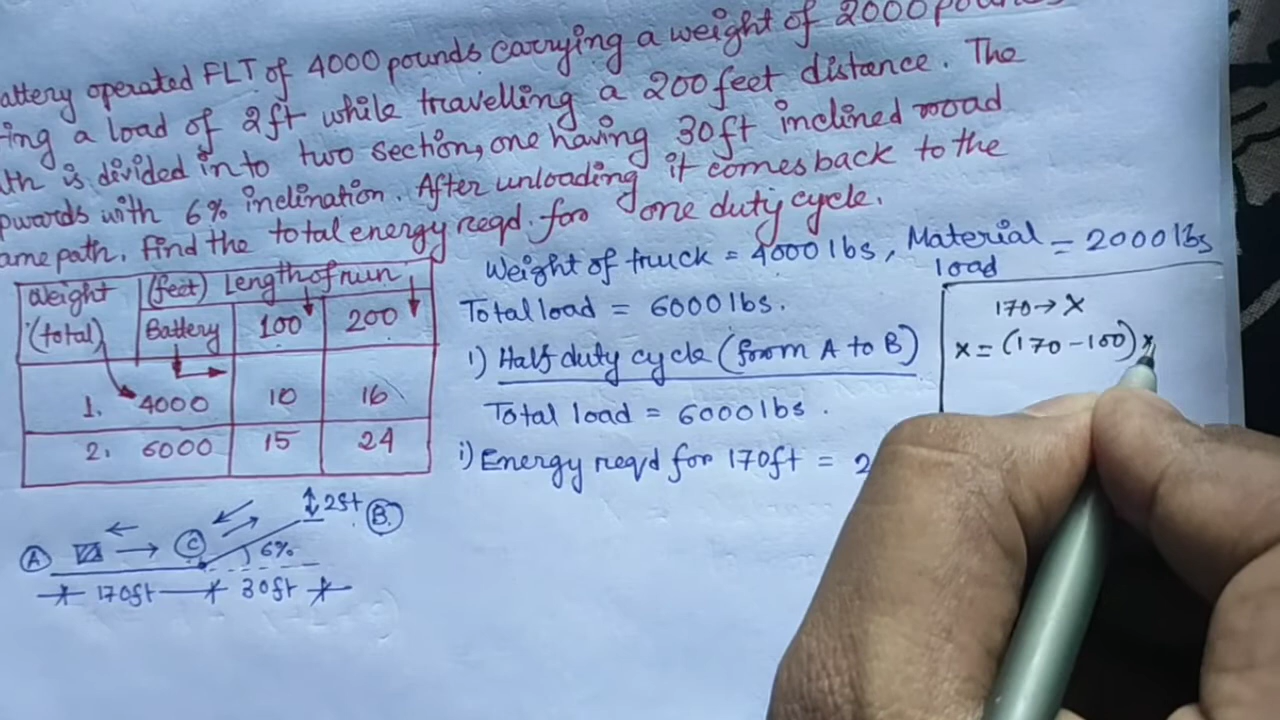 attery operated FLT of 4000 pounds carrying a weight of 2000 pounds
ing a load of 2ft while travelling a 200 feet distance. The
th is divided in to two section, one having 30ft inclined road
pwards with 6% inclination. After unloading it comes back to the
ame path. Find the total energy reqd. for one duty cycle.
Weight (total)
(feet) Length of run
Battery 100 200
1. 4000 10 16
2. 6000 15 24
A C 6% 2ft B.
170ft 30ft
Weight of truck = 4000 lbs, Material load = 2000 lbs
Total load = 6000 lbs.
1) Half duty cycle (from A to B)
Total load = 6000 lbs.
i) Energy reqd for 170ft = 2
170 → X
X = (170 - 100) x